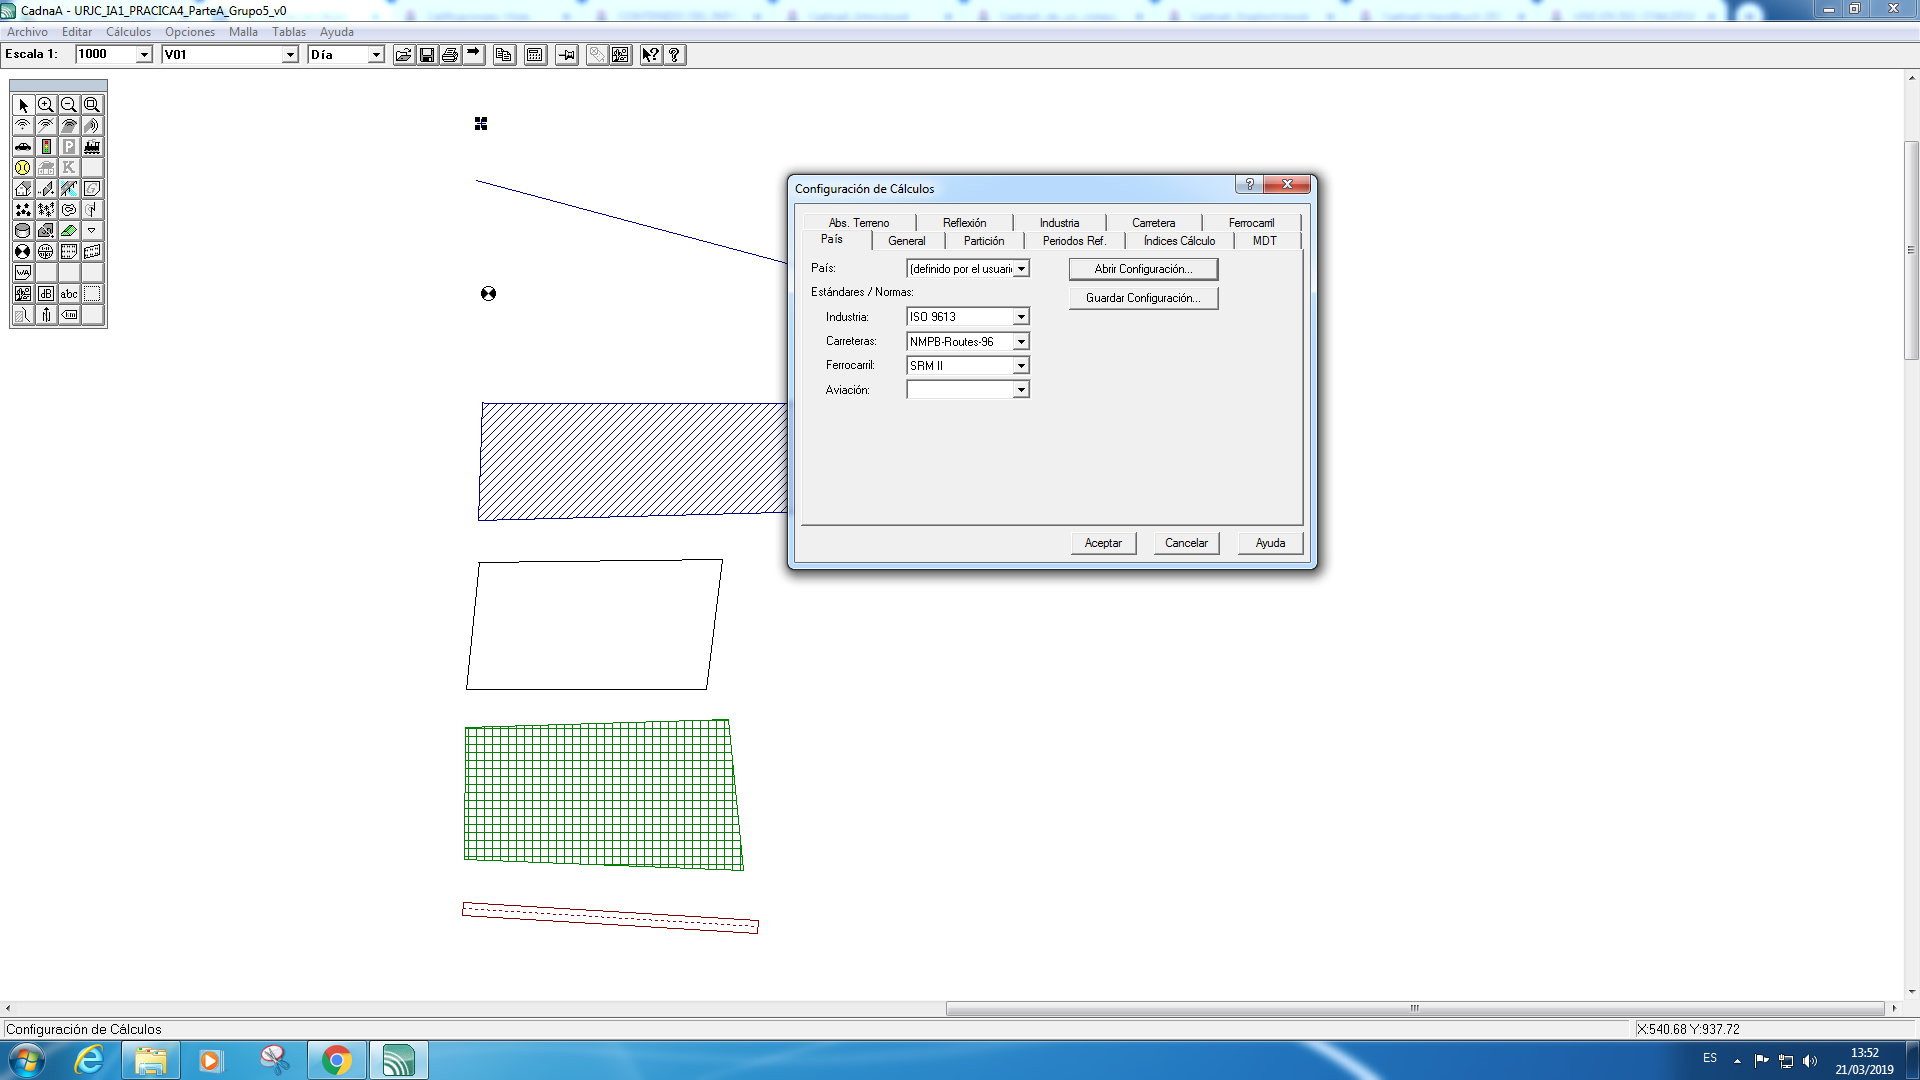 CadnaA - URJC_IA1_PRACICA4_ParteA_Grupo5_v0
Archivo Editar Cálculos Opciones Malla Tablas Ayuda
Escala 1: 1000 V01 Día
Configuración de Cálculos
Abs. Terreno Reflexión Industria Carretera Ferrocarril
País General Partición Periodos Ref. Índices Cálculo MDT
País: (definido por el usuari
Abrir Configuración...
Estándares / Normas:
Guardar Configuración...
Industria: ISO 9613
Carreteras: NMPB-Routes-96
Ferrocarril: SRM II
Aviación:
Aceptar Cancelar Ayuda
P
K
G
VA
dB abc
Configuración de Cálculos
X:540.68 Y:937.72
ES
13:52
21/03/2019